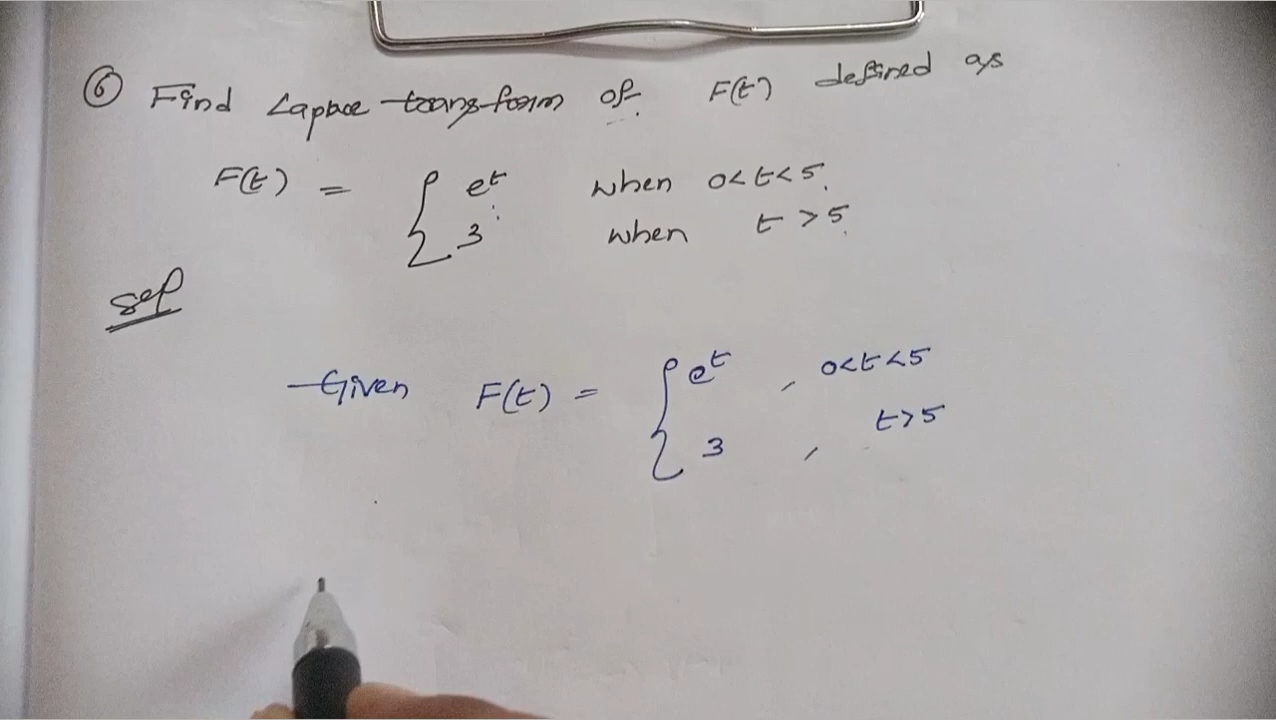 ⑥ Find Laplace transform of F(t) defined as
F(t) = { e^t when 0<t<5.
3 when t >5.
Sol
Given F(t) = { e^t , 0<t<5
3 , t>5